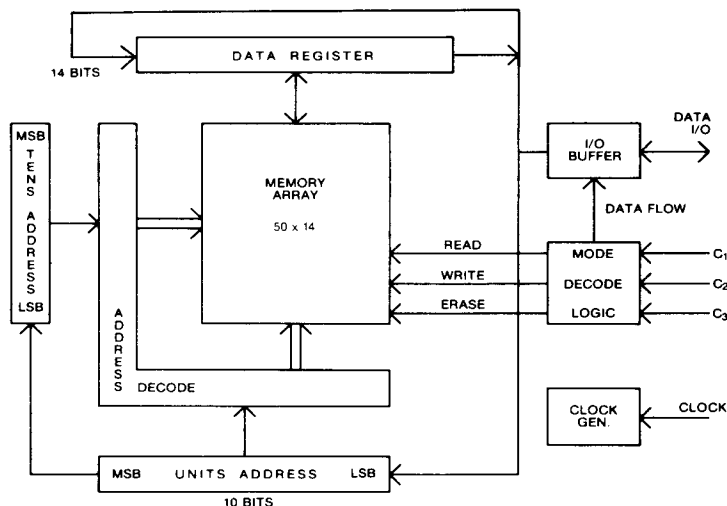 DATA REGISTER
14 BITS
MSB
TENS ADDRESS
LSB
ADDRESS
DECODE
MEMORY
ARRAY
50 x 14
I/O
BUFFER
DATA
I/O
DATA FLOW
READ
WRITE
ERASE
MODE
DECODE
LOGIC
C1
C2
C3
CLOCK
GEN.
CLOCK
MSB UNITS ADDRESS LSB
10 BITS